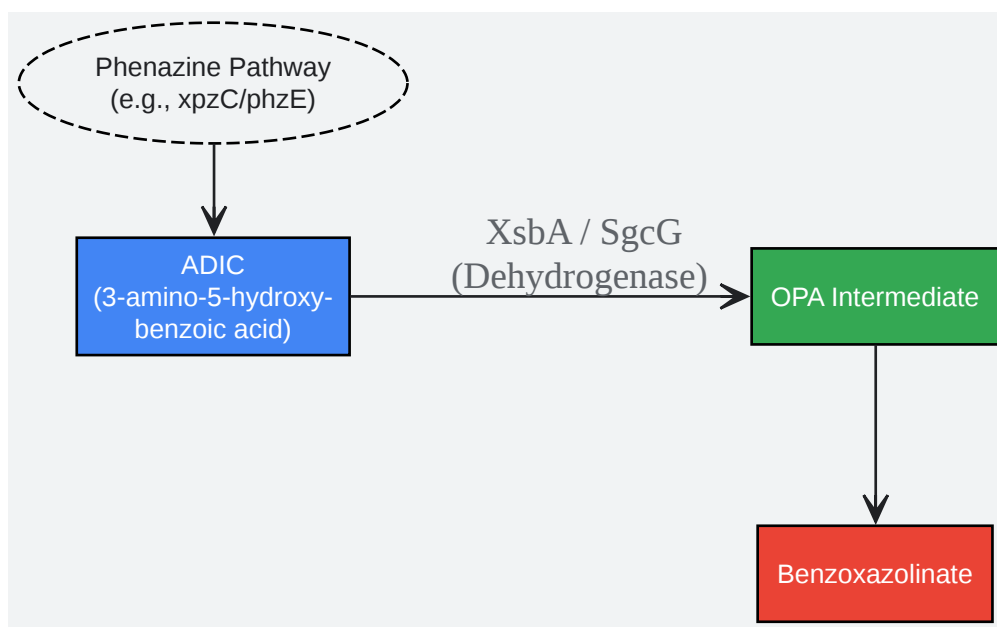 Phenazine Pathway
(e.g., xpzC/phzE)
ADIC
(3-amino-5-hydroxy-
benzoic acid)
XsbA / SgcG
(Dehydrogenase)
OPA Intermediate
Benzoxazolinate